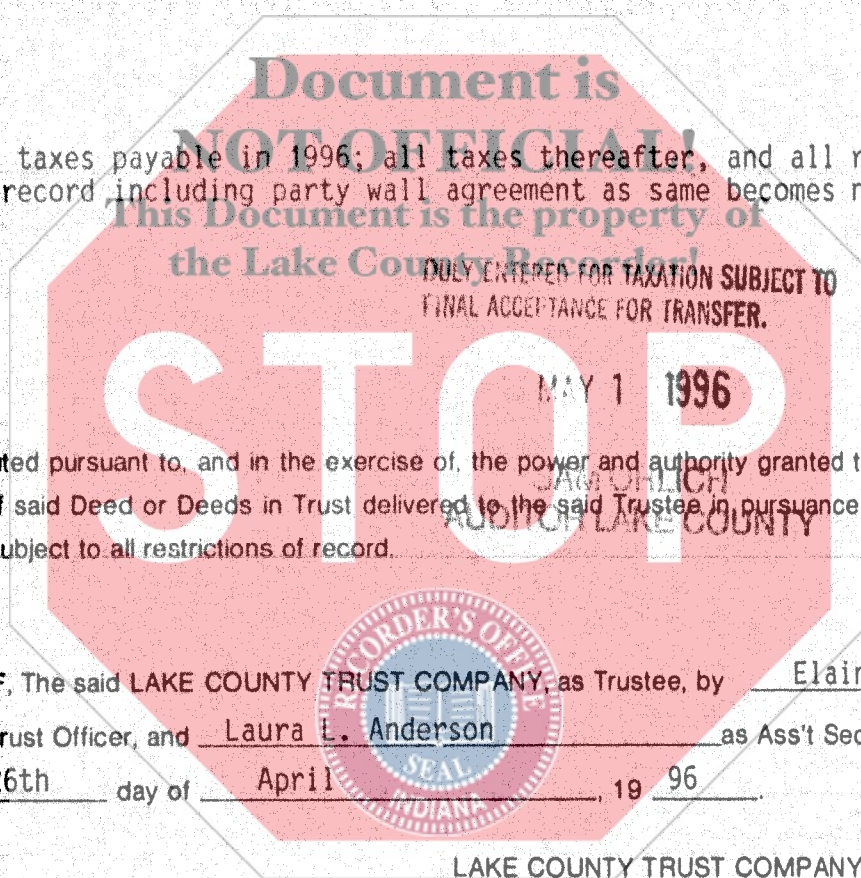 Document is
NOT OFFICIAL!
taxes payable in 1996; all taxes thereafter, and all r
record including party wall agreement as same becomes r
This Document is the property of
the Lake County Recorder!
DULY ENTERED FOR TAXATION SUBJECT TO
FINAL ACCEPTANCE FOR TRANSFER.
STOP
MAY 1 1996
ted pursuant to, and in the exercise of, the power and authority granted t
SAM ORLICH
f said Deed or Deeds in Trust delivered to the said Trustee in pursuance
AUDITOR LAKE COUNTY
ubject to all restrictions of record.
RECORDER'S OFFICE
F, The said LAKE COUNTY TRUST COMPANY, as Trustee, by Elain
rust Officer, and Laura L. Anderson as Ass't Sec
SEAL
6th day of April, 19 96.
INDIANA
LAKE COUNTY TRUST COMPANY